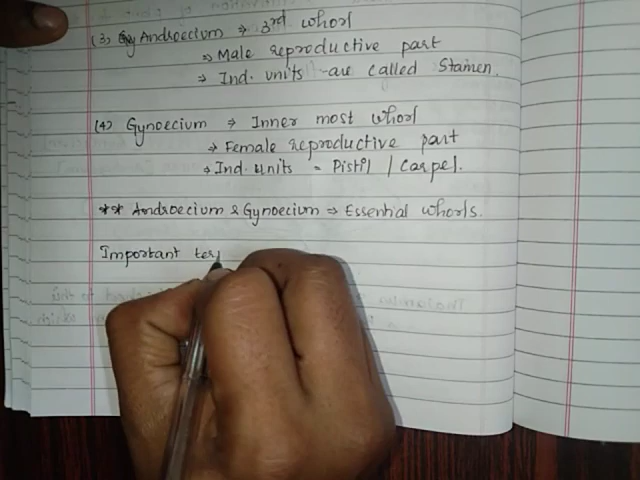 (3) Androecium ⇒ 3rd whorl
⇒ Male reproductive part
⇒ Ind. units are called Stamen.
(4) Gynoecium ⇒ Inner most whorl
⇒ Female reproductive part
⇒ Ind. units = Pistil / Carpel.
** Androecium & Gynoecium ⇒ Essential whorls.
Important ter